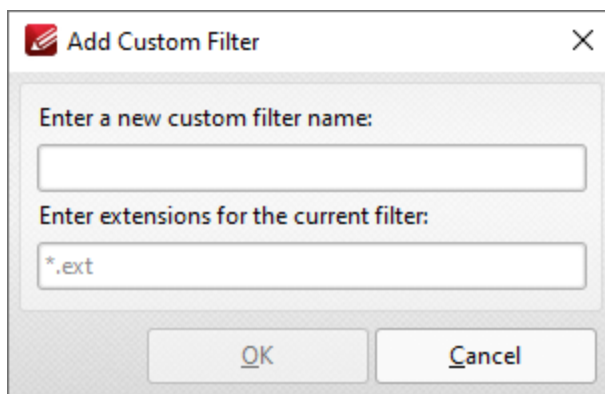 Add Custom Filter
Enter a new custom filter name:
Enter extensions for the current filter:
*.ext
OK
Cancel